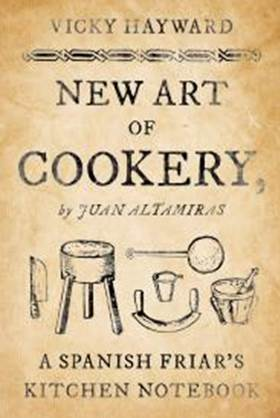 VICKY HAYWARD
NEW ART
OF
COOKERY,
by JUAN ALTAMIRAS
A SPANISH FRIAR'S
KITCHEN NOTEBOOK